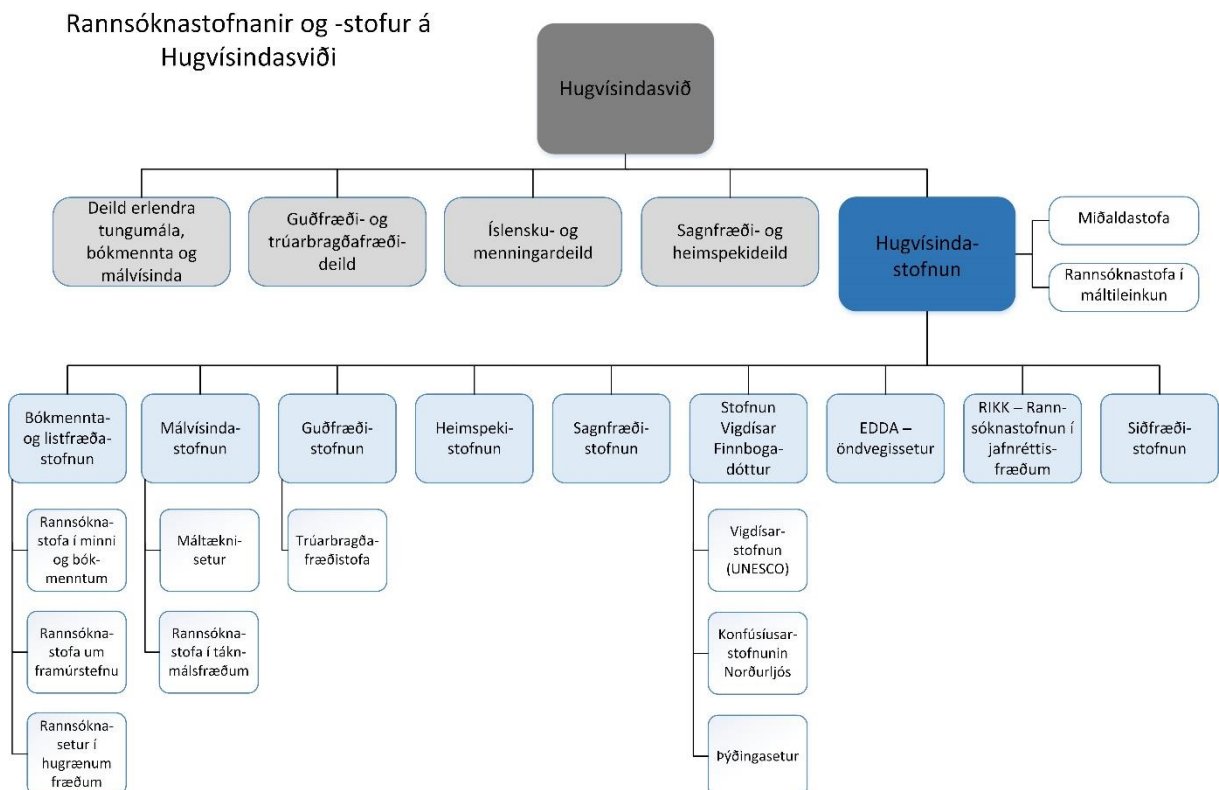 Rannsóknastofnanir og -stofur á
Hugvísindasviði
Hugvísindasvið
Deild erlendra
tungumála,
bókmennta og
málvísinda
Guðfræði- og
trúarbragðafræði-
deild
Íslensku- og
menningardeild
Sagnfræði- og
heimspekideild
Hugvísinda-
stofnun
Miðaldastofa
Rannsóknastofa í
máltileinkun
Bókmennta-
og listfræða-
stofnun
Málvísinda-
stofnun
Guðfræði-
stofnun
Heimspeki-
stofnun
Sagnfræði-
stofnun
Stofnun
Vigdísar
Finnboga-
dóttur
EDDA –
öndvegissetur
RIKK – Rann-
sóknastofnun í
jafnréttis-
fræðum
Siðfræði-
stofnun
Rannsókna-
stofa í minni
og bók-
menntum
Máltækni-
setur
Trúarbragða-
fræðistofa
Vigdísar-
stofnun
(UNESCO)
Rannsókna-
stofa um
framúrstefnu
Rannsókna-
stofa í tákn-
málsfræðum
Konfúsíusar-
stofnunin
Norðurljós
Rannsókna-
setur í
hugrænum
fræðum
Þýðingasetur